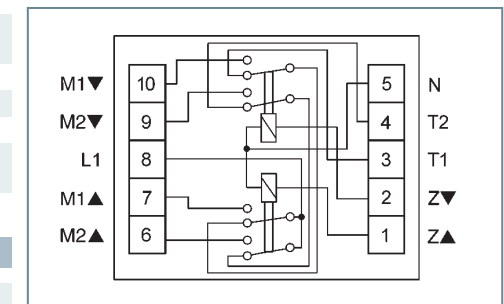 M1▼ 10 5 N
M2▼ 9 4 T2
L1 8 3 T1
M1▲ 7 2 Z▼
M2▲ 6 1 Z▲